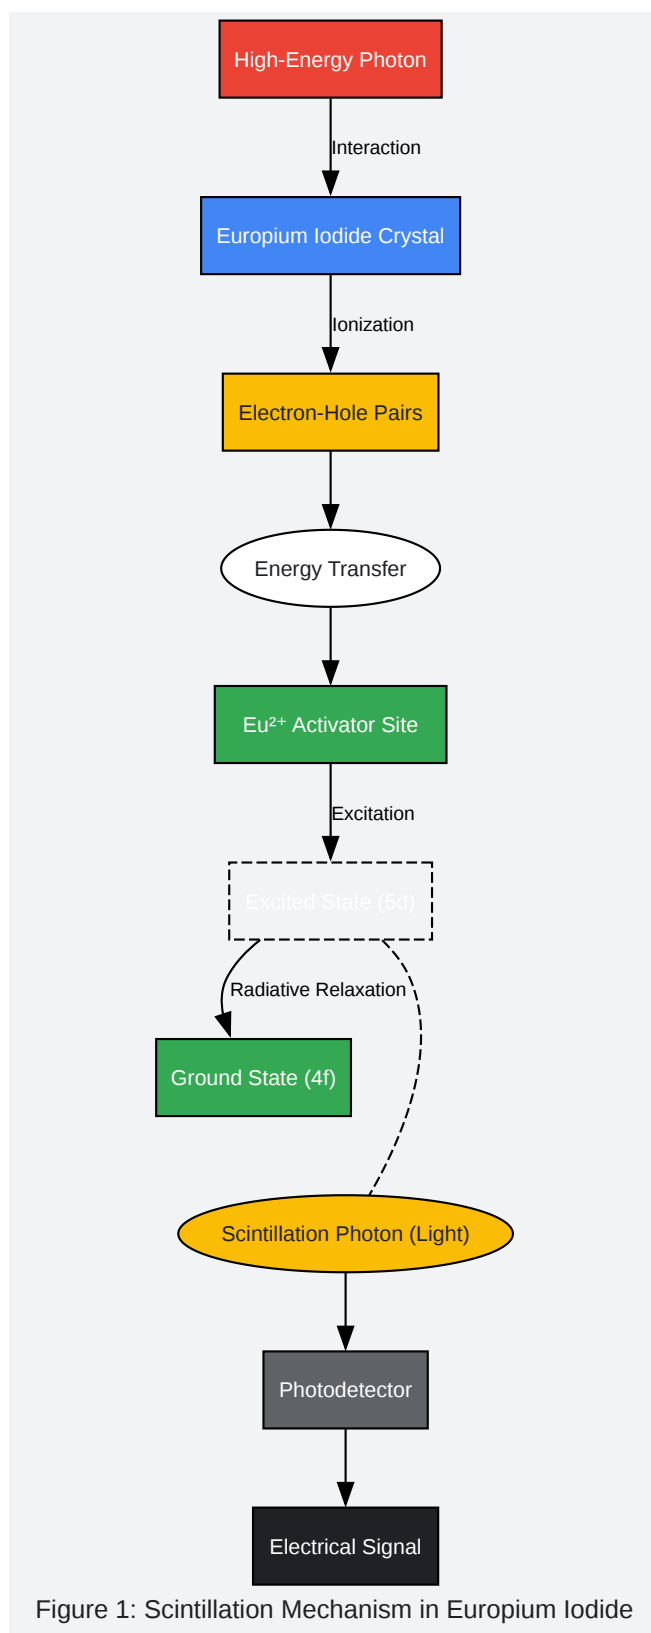 High-Energy Photon
Interaction
Europium Iodide Crystal
Ionization
Electron-Hole Pairs
Energy Transfer
Eu²⁺ Activator Site
Excitation
Excited State (5d)
Radiative Relaxation
Ground State (4f)
Scintillation Photon (Light)
Photodetector
Electrical Signal
Figure 1: Scintillation Mechanism in Europium Iodide